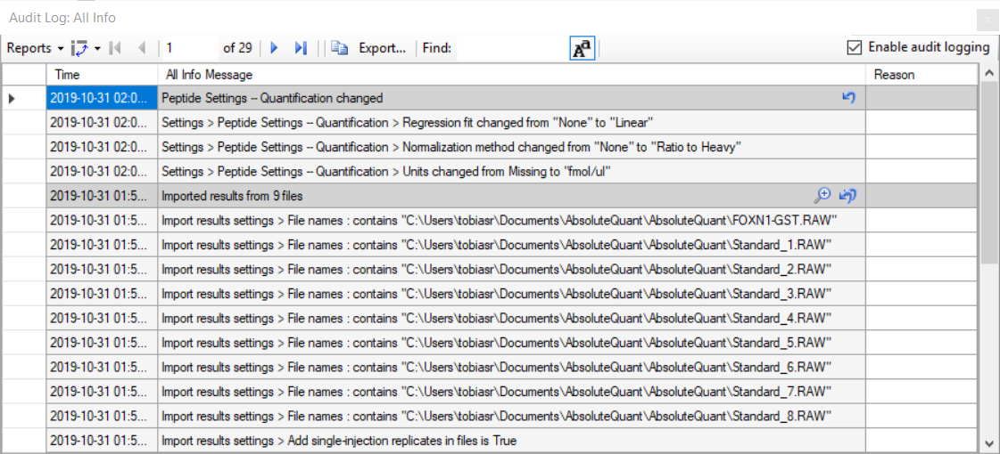 Audit Log: All Info
Reports 1 of 29 Export... Find: Aa Enable audit logging
Time All Info Message Reason
2019-10-31 02:0... Peptide Settings -- Quantification changed
2019-10-31 02:0... Settings > Peptide Settings -- Quantification > Regression fit changed from "None" to "Linear"
2019-10-31 02:0... Settings > Peptide Settings -- Quantification > Normalization method changed from "None" to "Ratio to Heavy"
2019-10-31 02:0... Settings > Peptide Settings -- Quantification > Units changed from Missing to "fmol/ul"
2019-10-31 01:5... Imported results from 9 files
2019-10-31 01:5... Import results settings > File names : contains "C:\Users\tobiasr\Documents\AbsoluteQuant\AbsoluteQuant\FOXN1-GST.RAW"
2019-10-31 01:5... Import results settings > File names : contains "C:\Users\tobiasr\Documents\AbsoluteQuant\AbsoluteQuant\Standard_1.RAW"
2019-10-31 01:5... Import results settings > File names : contains "C:\Users\tobiasr\Documents\AbsoluteQuant\AbsoluteQuant\Standard_2.RAW"
2019-10-31 01:5... Import results settings > File names : contains "C:\Users\tobiasr\Documents\AbsoluteQuant\AbsoluteQuant\Standard_3.RAW"
2019-10-31 01:5... Import results settings > File names : contains "C:\Users\tobiasr\Documents\AbsoluteQuant\AbsoluteQuant\Standard_4.RAW"
2019-10-31 01:5... Import results settings > File names : contains "C:\Users\tobiasr\Documents\AbsoluteQuant\AbsoluteQuant\Standard_5.RAW"
2019-10-31 01:5... Import results settings > File names : contains "C:\Users\tobiasr\Documents\AbsoluteQuant\AbsoluteQuant\Standard_6.RAW"
2019-10-31 01:5... Import results settings > File names : contains "C:\Users\tobiasr\Documents\AbsoluteQuant\AbsoluteQuant\Standard_7.RAW"
2019-10-31 01:5... Import results settings > File names : contains "C:\Users\tobiasr\Documents\AbsoluteQuant\AbsoluteQuant\Standard_8.RAW"
2019-10-31 01:5... Import results settings > Add single-injection replicates in files is True